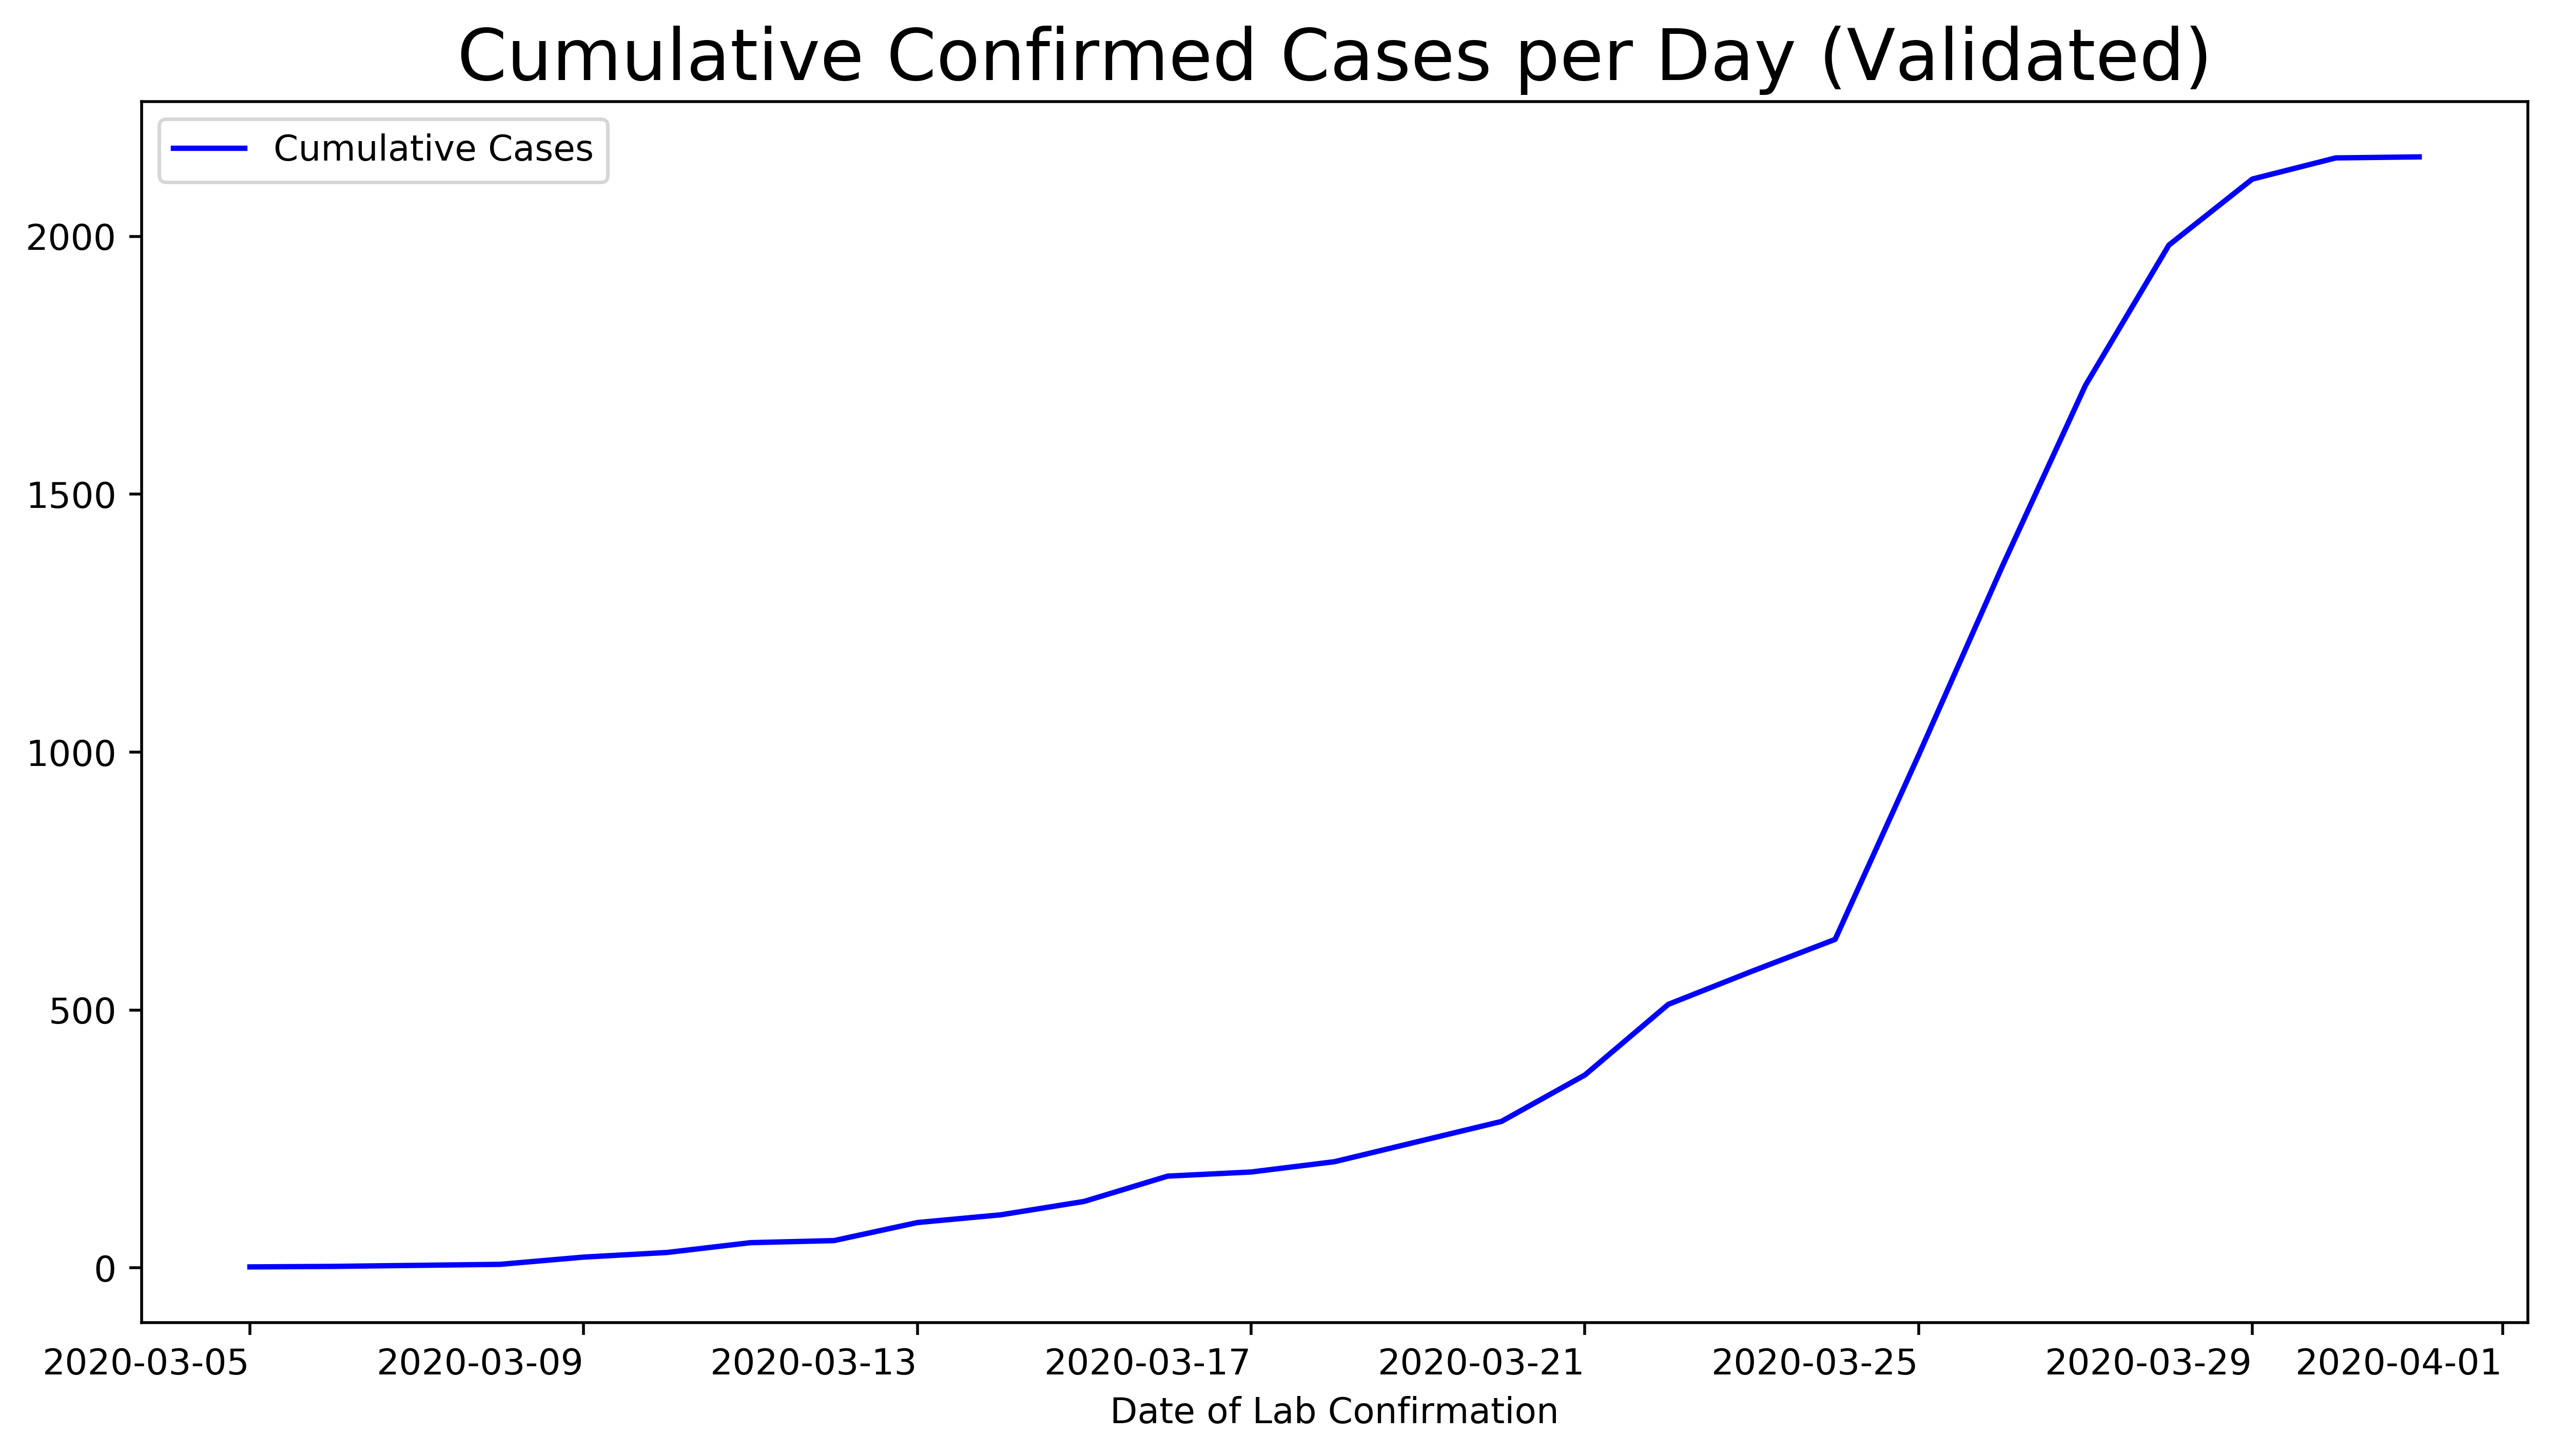 Cumulative Confirmed Cases per Day (Validated)
Cumulative Cases
2000
1500
1000
500
0
2020-03-05 2020-03-09 2020-03-13 2020-03-17 2020-03-21 2020-03-25 2020-03-29 2020-04-01
Date of Lab Confirmation